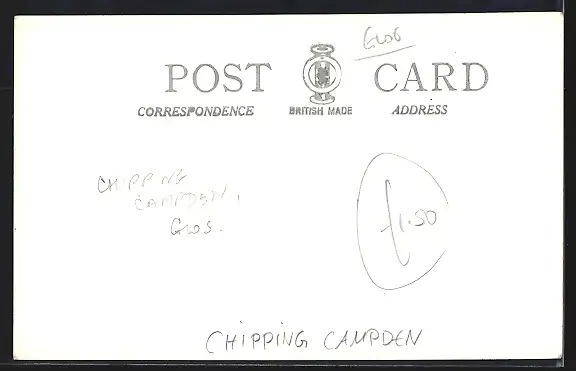 Glos
POST CARD
CORRESPONDENCE BRITISH MADE ADDRESS
CHIPPING
CAMPDEN,
Glos.
£1.50
CHIPPING CAMPDEN